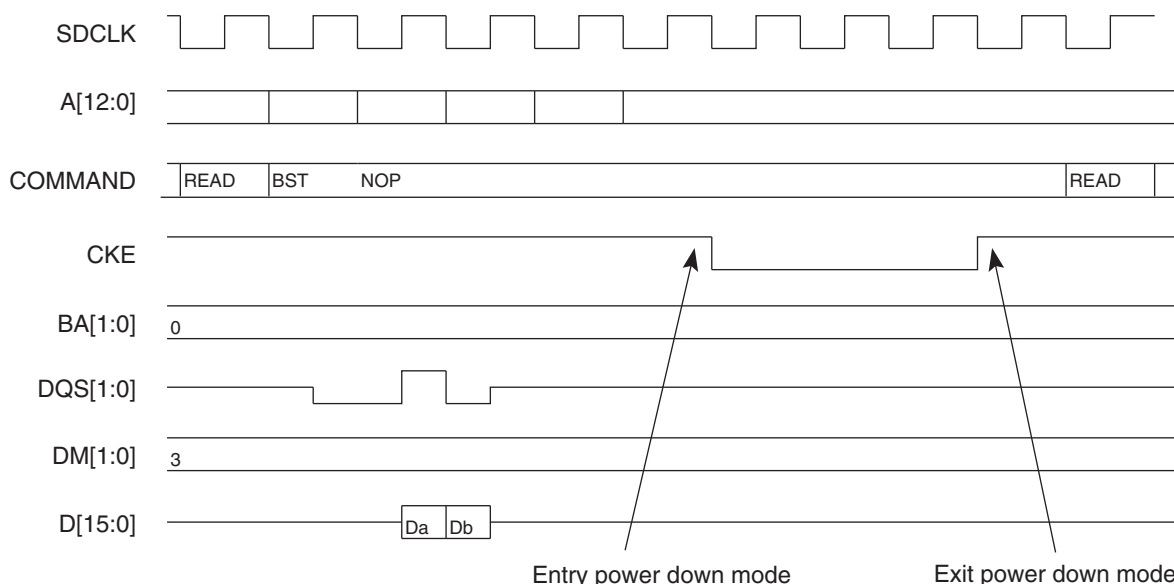 SDCLK
A[12:0]
COMMAND READ BST NOP READ
CKE
BA[1:0] 0
DQS[1:0]
DM[1:0] 3
D[15:0] Da Db
Entry power down mode Exit power down mode